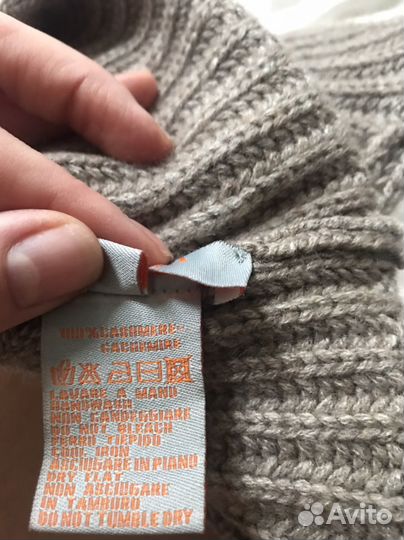 100% CASHMERE-
CACHEMIRE
LAVARE A MANO
HANDWASH
NON CANDEGGIARE
DO NOT BLEACH
FERRO TIEPIDO
COOL IRON
ASCIUGARE IN PIANO
DRY FLAT
NON ASCIUGARE
IN TAMBURO
DO NOT TUMBLE DRY
Avito